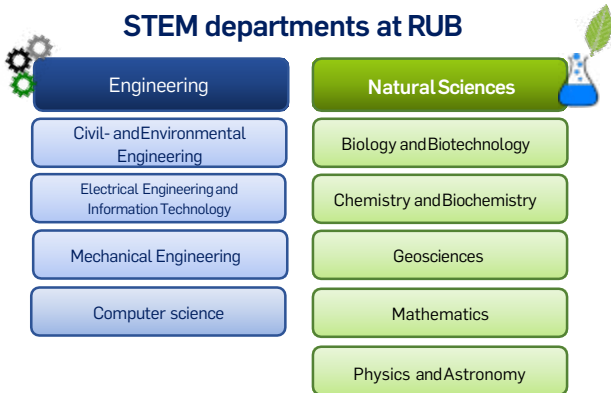 STEM departments at RUB
Engineering
Civil- and Environmental
Engineering
Electrical Engineering and
Information Technology
Mechanical Engineering
Computer science
Natural Sciences
Biology and Biotechnology
Chemistry and Biochemistry
Geosciences
Mathematics
Physics and Astronomy